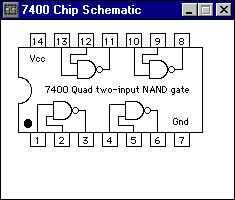 7400 Chip Schematic
14 13 12 11 10 9 8
Vcc
7400 Quad two-input NAND gate
Gnd
1 2 3 4 5 6 7